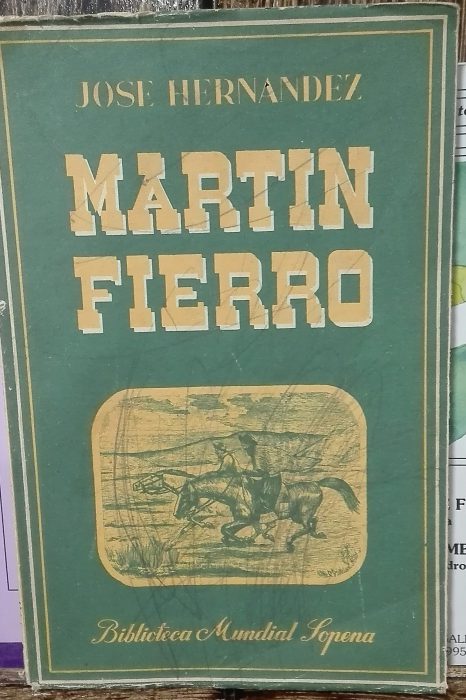 JOSE HERNANDEZ
MARTIN
FIERRO
Biblioteca Mundial Sopena